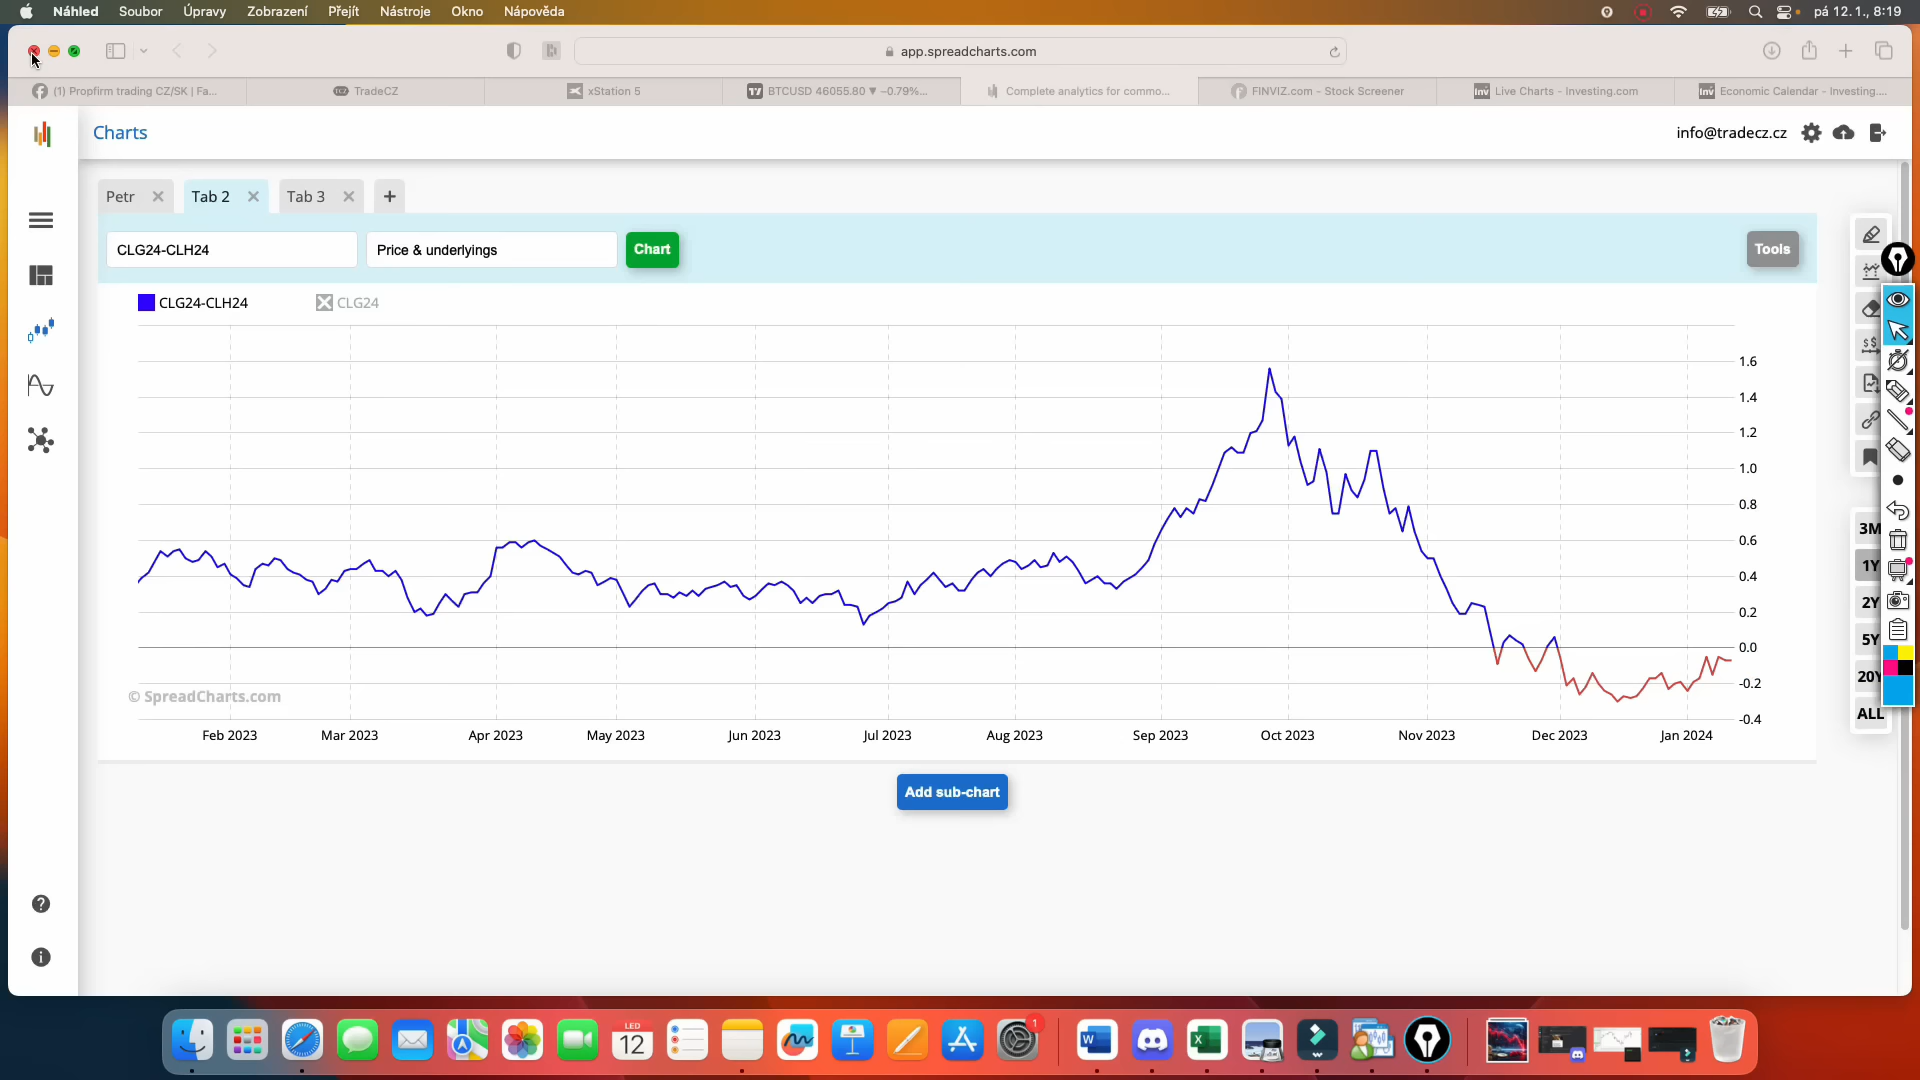 Náhled Soubor Úpravy Zobrazení Přejít Nástroje Okno Nápověda pá 12. 1., 8:19
app.spreadcharts.com
(1) Propfirm trading CZ/SK | Fa...
TradeCZ
xStation 5
BTCUSD 46055.80 ▼ −0.79%...
Complete analytics for commo...
FINVIZ.com - Stock Screener
Live Charts - Investing.com
Economic Calendar - Investing....
Charts
info@tradecz.cz
Petr
Tab 2
Tab 3
+
CLG24-CLH24
Price & underlyings
Chart
Tools
CLG24-CLH24
CLG24
1.6
1.4
1.2
1.0
0.8
0.6
0.4
0.2
0.0
-0.2
-0.4
© SpreadCharts.com
Feb 2023 Mar 2023 Apr 2023 May 2023 Jun 2023 Jul 2023 Aug 2023 Sep 2023 Oct 2023 Nov 2023 Dec 2023 Jan 2024
3M
1Y
2Y
5Y
20Y
ALL
Add sub-chart
LED
12
1